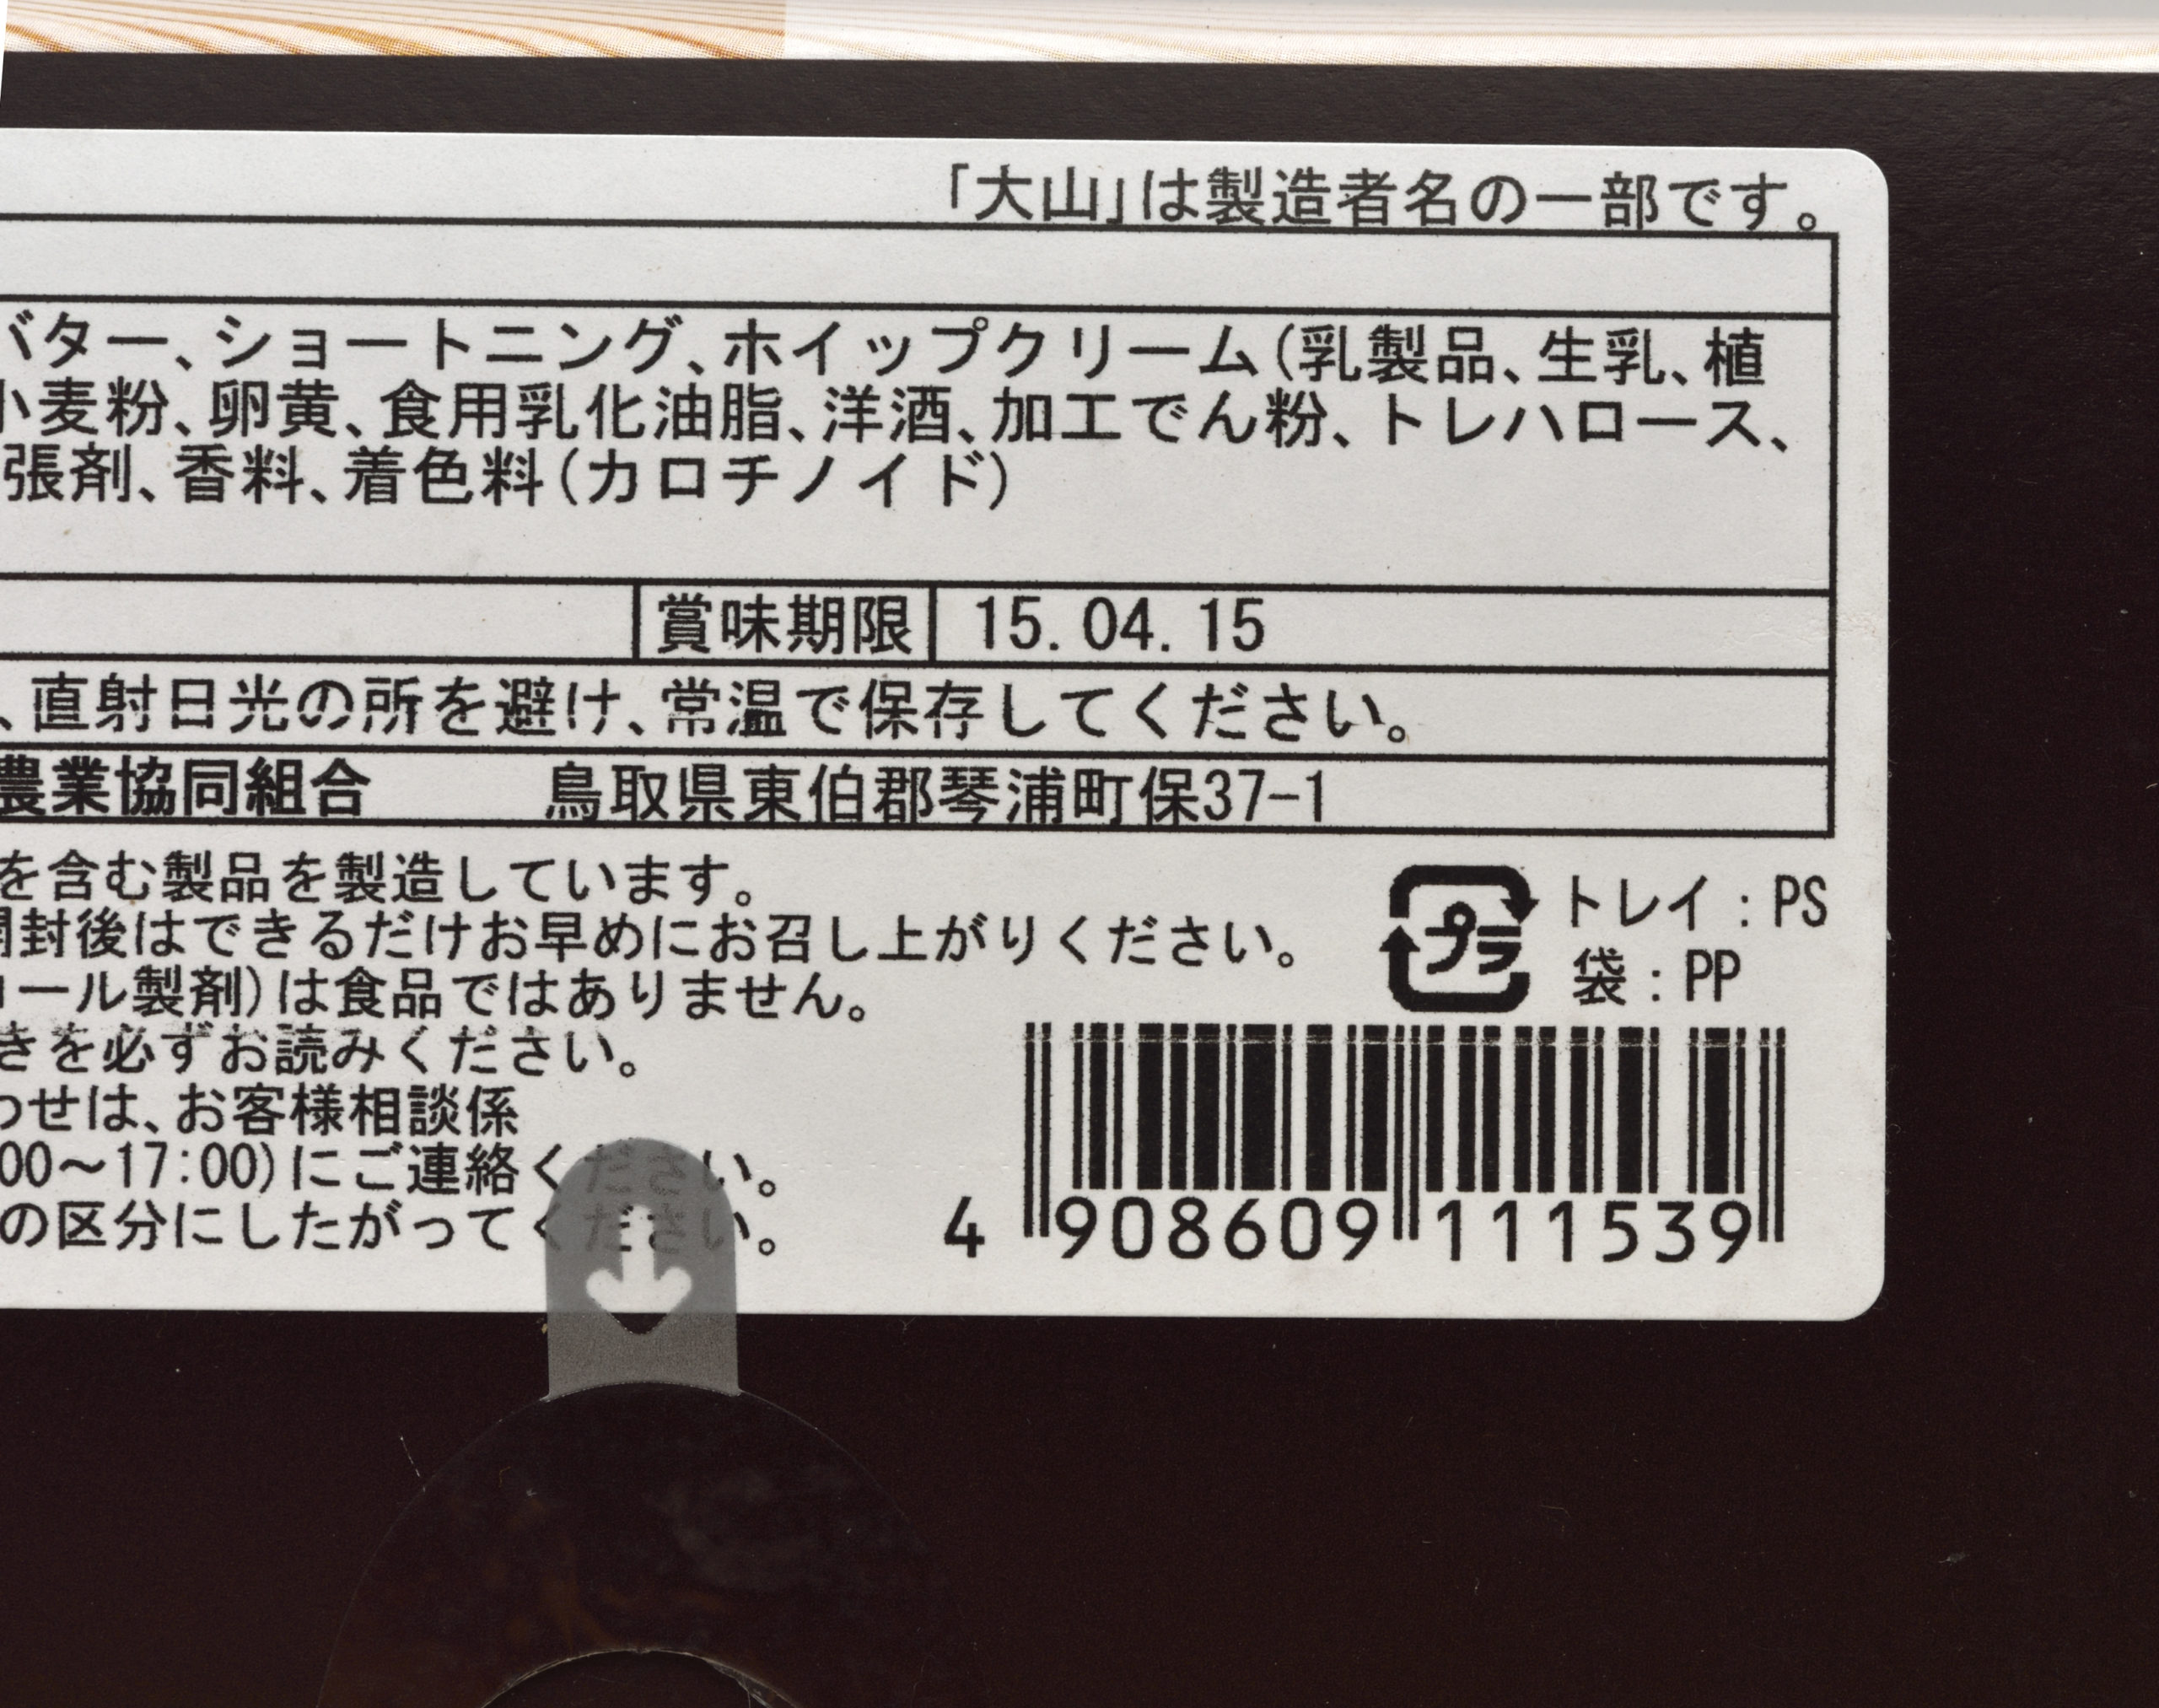 「大山」は製造者名の一部です。
バター、ショートニング、ホイップクリーム(乳製品、生乳、植
小麦粉、卵黄、食用乳化油脂、洋酒、加工でん粉、トレハロース、
張剤、香料、着色料(カロチノイド)
賞味期限 15.04.15
、直射日光の所を避け、常温で保存してください。
農業協同組合 鳥取県東伯郡琴浦町保37-1
を含む製品を製造しています。
開封後はできるだけお早めにお召し上がりください。
コール製剤)は食品ではありません。
きを必ずお読みください。
わせは、お客様相談係
00～17:00)にご連絡ください。
の区分にしたがってください。
プラ
トレイ:PS
袋:PP
4 908609 111539